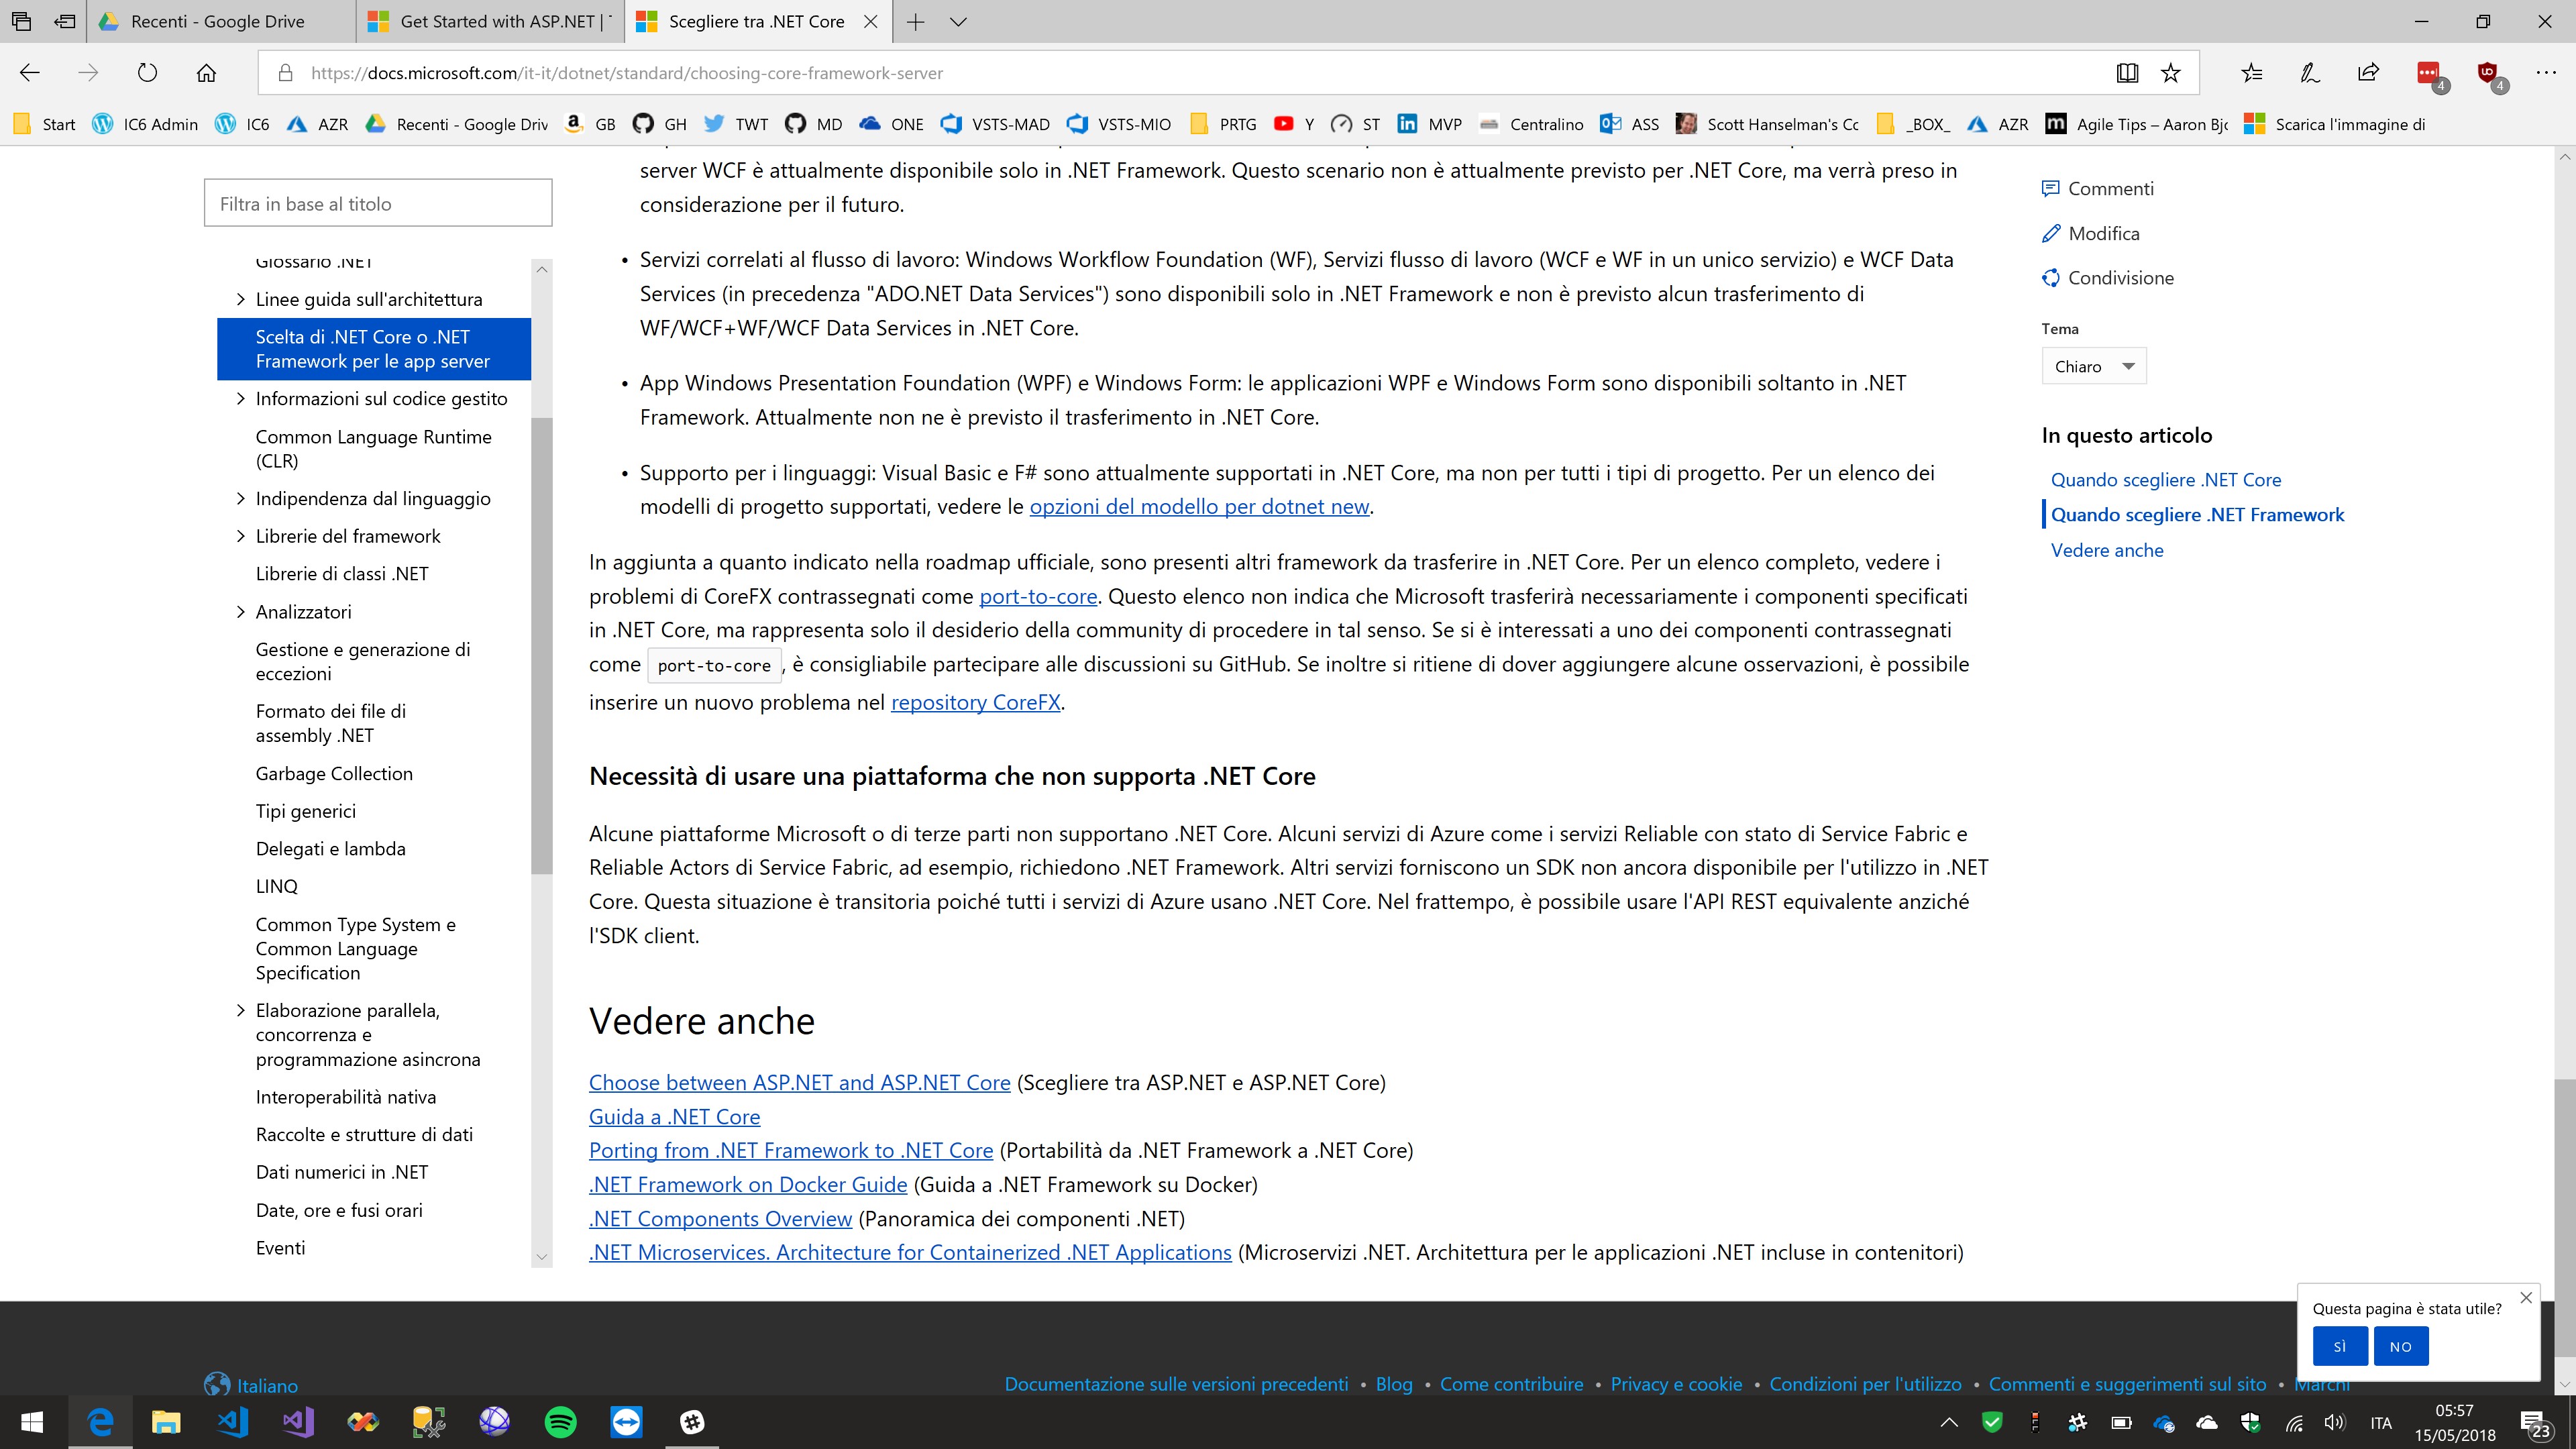 Recenti - Google Drive
Get Started with ASP.NET |
Scegliere tra .NET Core
https://docs.microsoft.com/it-it/dotnet/standard/choosing-core-framework-server
4
4
Start IC6 Admin IC6 AZR Recenti - Google Driv GB GH TWT MD ONE VSTS-MAD VSTS-MIO PRTG Y ST MVP Centralino ASS Scott Hanselman's Cc _BOX_ AZR Agile Tips – Aaron Bjc Scarica l'immagine di
Filtra in base al titolo
Glossario .NET
Linee guida sull'architettura
Scelta di .NET Core o .NET
Framework per le app server
Informazioni sul codice gestito
Common Language Runtime
(CLR)
Indipendenza dal linguaggio
Librerie del framework
Librerie di classi .NET
Analizzatori
Gestione e generazione di
eccezioni
Formato dei file di
assembly .NET
Garbage Collection
Tipi generici
Delegati e lambda
LINQ
Common Type System e
Common Language
Specification
Elaborazione parallela,
concorrenza e
programmazione asincrona
Interoperabilità nativa
Raccolte e strutture di dati
Dati numerici in .NET
Date, ore e fusi orari
Eventi
server WCF è attualmente disponibile solo in .NET Framework. Questo scenario non è attualmente previsto per .NET Core, ma verrà preso in
considerazione per il futuro.
• Servizi correlati al flusso di lavoro: Windows Workflow Foundation (WF), Servizi flusso di lavoro (WCF e WF in un unico servizio) e WCF Data
Services (in precedenza "ADO.NET Data Services") sono disponibili solo in .NET Framework e non è previsto alcun trasferimento di
WF/WCF+WF/WCF Data Services in .NET Core.
• App Windows Presentation Foundation (WPF) e Windows Form: le applicazioni WPF e Windows Form sono disponibili soltanto in .NET
Framework. Attualmente non ne è previsto il trasferimento in .NET Core.
• Supporto per i linguaggi: Visual Basic e F# sono attualmente supportati in .NET Core, ma non per tutti i tipi di progetto. Per un elenco dei
modelli di progetto supportati, vedere le opzioni del modello per dotnet new.
In aggiunta a quanto indicato nella roadmap ufficiale, sono presenti altri framework da trasferire in .NET Core. Per un elenco completo, vedere i
problemi di CoreFX contrassegnati come port-to-core. Questo elenco non indica che Microsoft trasferirà necessariamente i componenti specificati
in .NET Core, ma rappresenta solo il desiderio della community di procedere in tal senso. Se si è interessati a uno dei componenti contrassegnati
come port-to-core, è consigliabile partecipare alle discussioni su GitHub. Se inoltre si ritiene di dover aggiungere alcune osservazioni, è possibile
inserire un nuovo problema nel repository CoreFX.
Necessità di usare una piattaforma che non supporta .NET Core
Alcune piattaforme Microsoft o di terze parti non supportano .NET Core. Alcuni servizi di Azure come i servizi Reliable con stato di Service Fabric e
Reliable Actors di Service Fabric, ad esempio, richiedono .NET Framework. Altri servizi forniscono un SDK non ancora disponibile per l'utilizzo in .NET
Core. Questa situazione è transitoria poiché tutti i servizi di Azure usano .NET Core. Nel frattempo, è possibile usare l'API REST equivalente anziché
l'SDK client.
Vedere anche
Choose between ASP.NET and ASP.NET Core (Scegliere tra ASP.NET e ASP.NET Core)
Guida a .NET Core
Porting from .NET Framework to .NET Core (Portabilità da .NET Framework a .NET Core)
.NET Framework on Docker Guide (Guida a .NET Framework su Docker)
.NET Components Overview (Panoramica dei componenti .NET)
.NET Microservices. Architecture for Containerized .NET Applications (Microservizi .NET. Architettura per le applicazioni .NET incluse in contenitori)
Commenti
Modifica
Condivisione
Tema
Chiaro
In questo articolo
Quando scegliere .NET Core
Quando scegliere .NET Framework
Vedere anche
Questa pagina è stata utile?
SÌ NO
Italiano
Documentazione sulle versioni precedenti • Blog • Come contribuire • Privacy e cookie • Condizioni per l'utilizzo • Commenti e suggerimenti sul sito • Marchi
ITA
05:57
15/05/2018
23